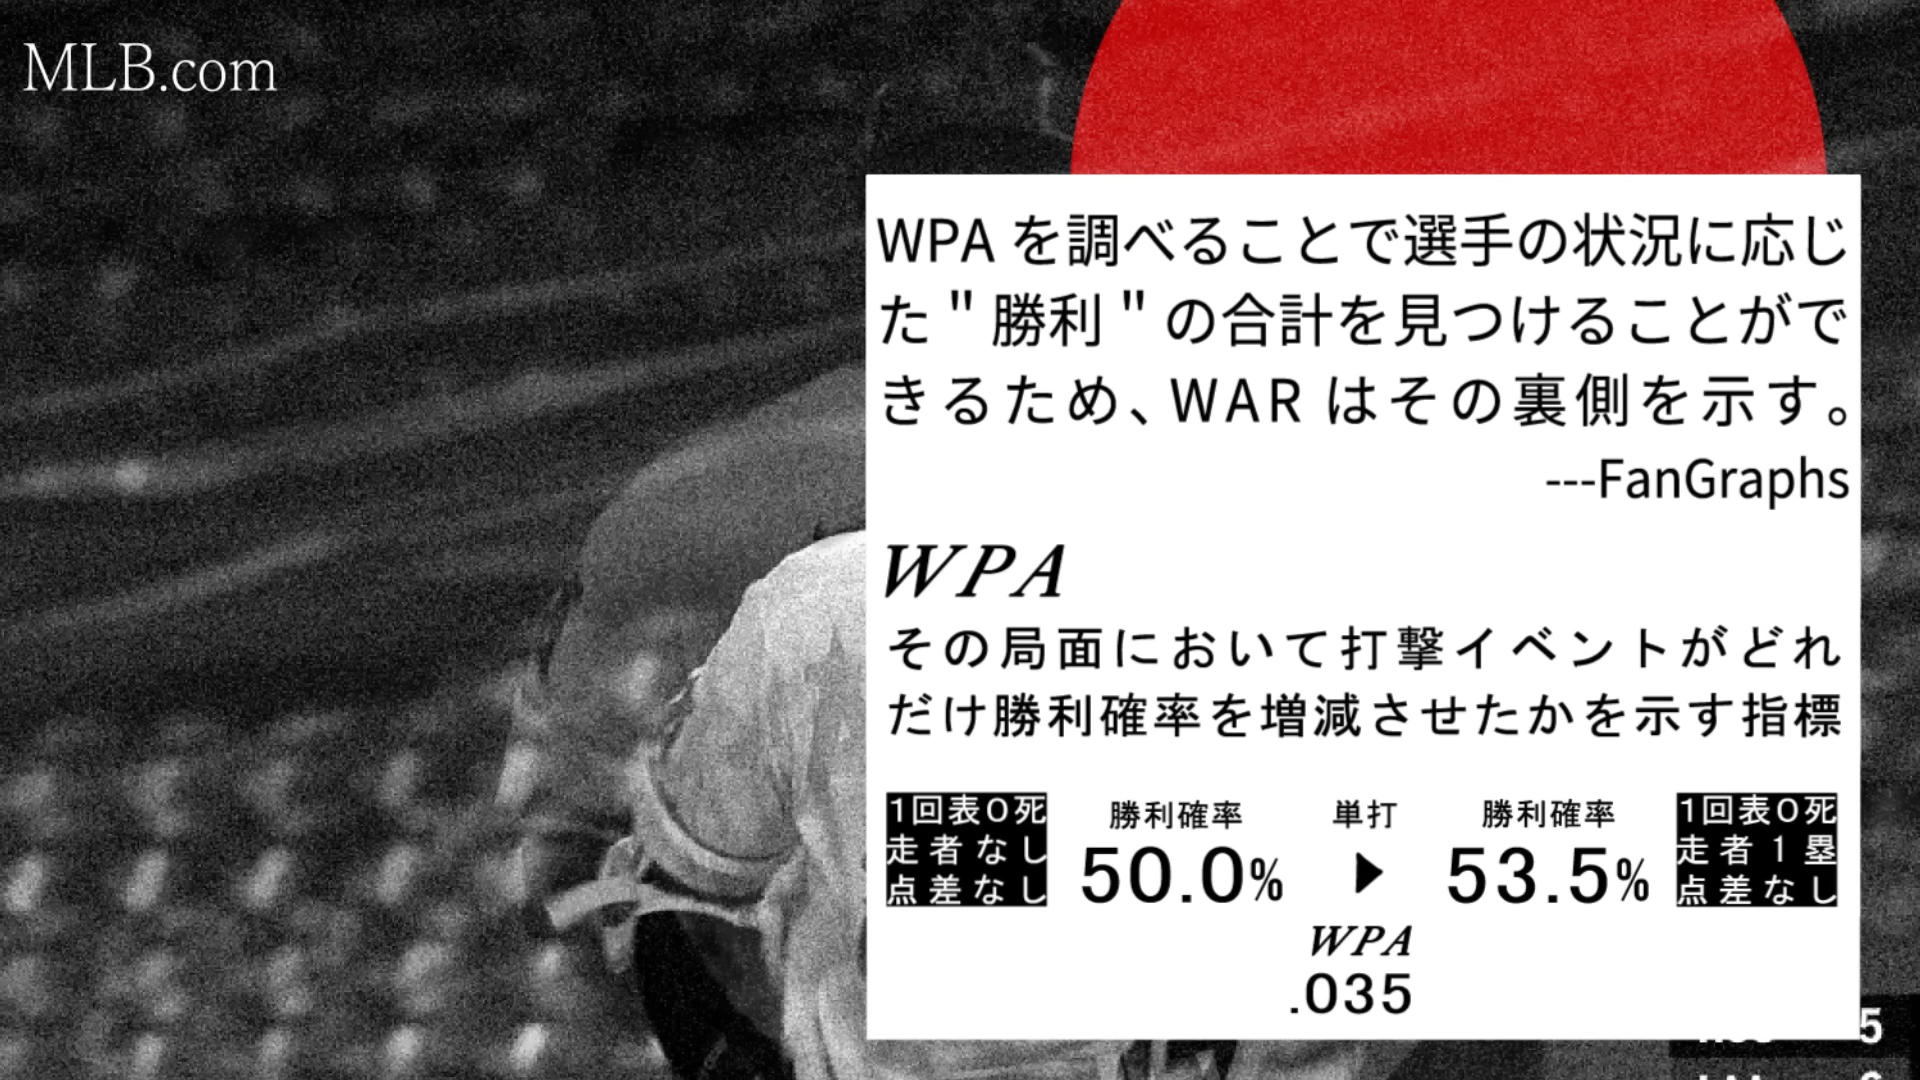 MLB.com
WPA を調べることで選手の状況に応じ
た " 勝利 " の合計を見つけることがで
きるため、WAR はその裏側を示す。
---FanGraphs
WPA
その局面において打撃イベントがどれ
だけ勝利確率を増減させたかを示す指標
1回表0死
走者なし
点差なし
勝利確率
50.0%
単打
▶
勝利確率
53.5%
1回表0死
走者1塁
点差なし
WPA
.035
5